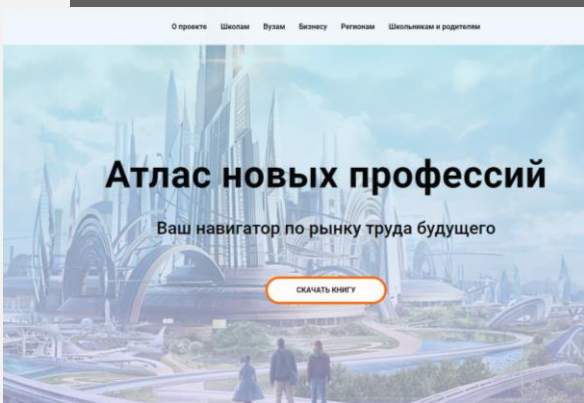 О проекте Школам Вузам Бизнесу Регионам Школьникам и родителям
Атлас новых профессий
Ваш навигатор по рынку труда будущего
СКАЧАТЬ КНИГУ